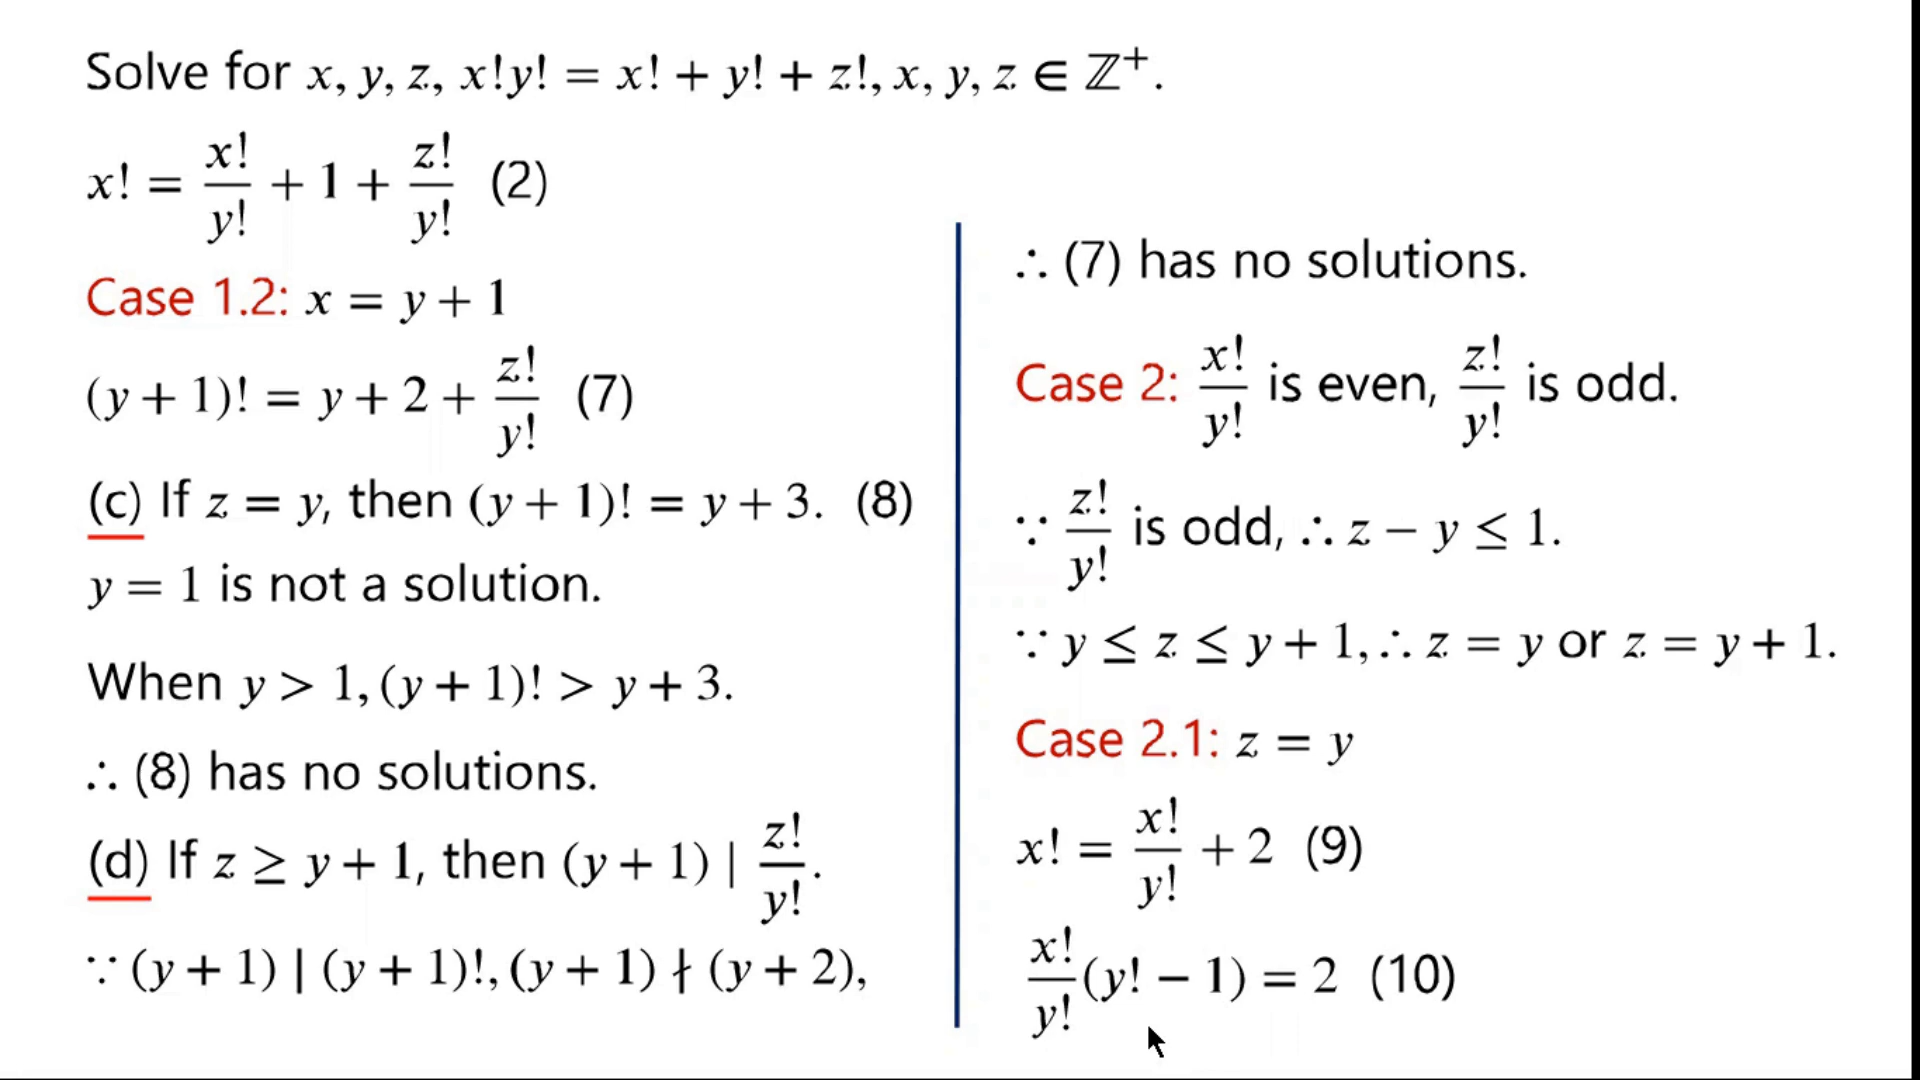 Solve for x, y, z, x!y! = x! + y! + z!, x, y, z ∈ ℤ⁺.
x! = x!/y! + 1 + z!/y! (2)
Case 1.2: x = y + 1
(y + 1)! = y + 2 + z!/y! (7)
(c) If z = y, then (y + 1)! = y + 3. (8)
y = 1 is not a solution.
When y > 1, (y + 1)! > y + 3.
∴ (8) has no solutions.
(d) If z ≥ y + 1, then (y + 1) | z!/y!.
∵ (y + 1) | (y + 1)!, (y + 1) ∤ (y + 2),
∴ (7) has no solutions.
Case 2: x!/y! is even, z!/y! is odd.
∵ z!/y! is odd, ∴ z − y ≤ 1.
∵ y ≤ z ≤ y + 1, ∴ z = y or z = y + 1.
Case 2.1: z = y
x! = x!/y! + 2 (9)
x!/y! (y! − 1) = 2 (10)